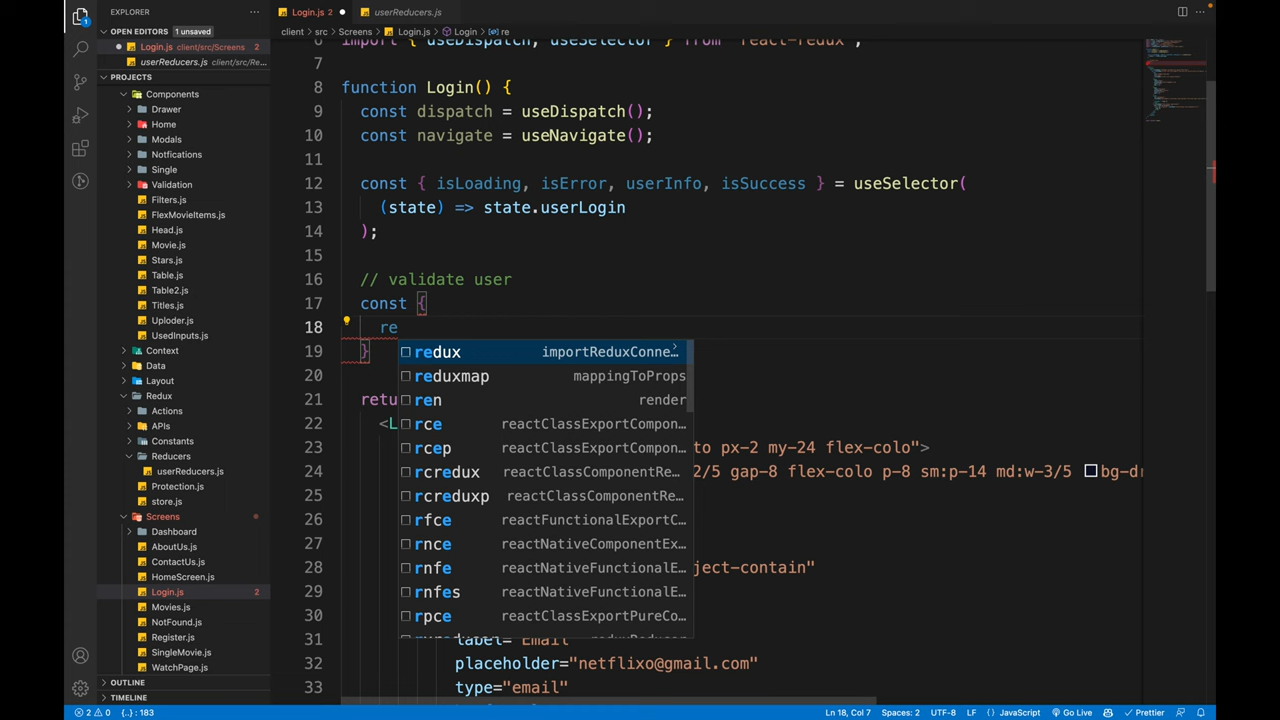 EXPLORER
OPEN EDITORS 1 unsaved
Login.js client/src/Screens 2
userReducers.js client/src/Re...
PROJECTS
Components
Drawer
Home
Modals
Notfications
Single
Validation
Filters.js
FlexMovieItems.js
Head.js
Movie.js
Stars.js
Table.js
Table2.js
Titles.js
Uploder.js
UsedInputs.js
Context
Data
Layout
Redux
Actions
APIs
Constants
Reducers
userReducers.js
Protection.js
store.js
Screens
Dashboard
AboutUs.js
ContactUs.js
HomeScreen.js
Login.js 2
Movies.js
NotFound.js
Register.js
SingleMovie.js
WatchPage.js
OUTLINE
TIMELINE
Login.js
userReducers.js
client > src > Screens > Login.js > Login > re
6 import { useDispatch, useSelector } from "react-redux";
7
8 function Login() {
9 const dispatch = useDispatch();
10 const navigate = useNavigate();
11
12 const { isLoading, isError, userInfo, isSuccess } = useSelector(
13 (state) => state.userLogin
14 );
15
16 // validate user
17 const {
18 re
19 }
20
21 retu
22 <L
23 to px-2 my-24 flex-colo">
24 2/5 gap-8 flex-colo p-8 sm:p-14 md:w-3/5 bg-dr
25
26
27
28 ject-contain"
29
30
31 label="Email"
32 placeholder="netflixo@gmail.com"
33 type="email"
redux importReduxConne...
reduxmap mappingToProps
ren render
rce reactClassExportCompon...
rcep reactClassExportCompon...
rcredux reactClassComponentRe...
rcreduxp reactClassComponentRe...
rfce reactFunctionalExportC...
rnce reactNativeComponentEx...
rnfe reactNativeFunctionalE...
rnfes reactNativeFunctionalE...
rpce reactClassExportPureCo...
1
2 0 {..} : 183
Ln 18, Col 7 Spaces: 2 UTF-8 LF {} JavaScript Go Live Prettier